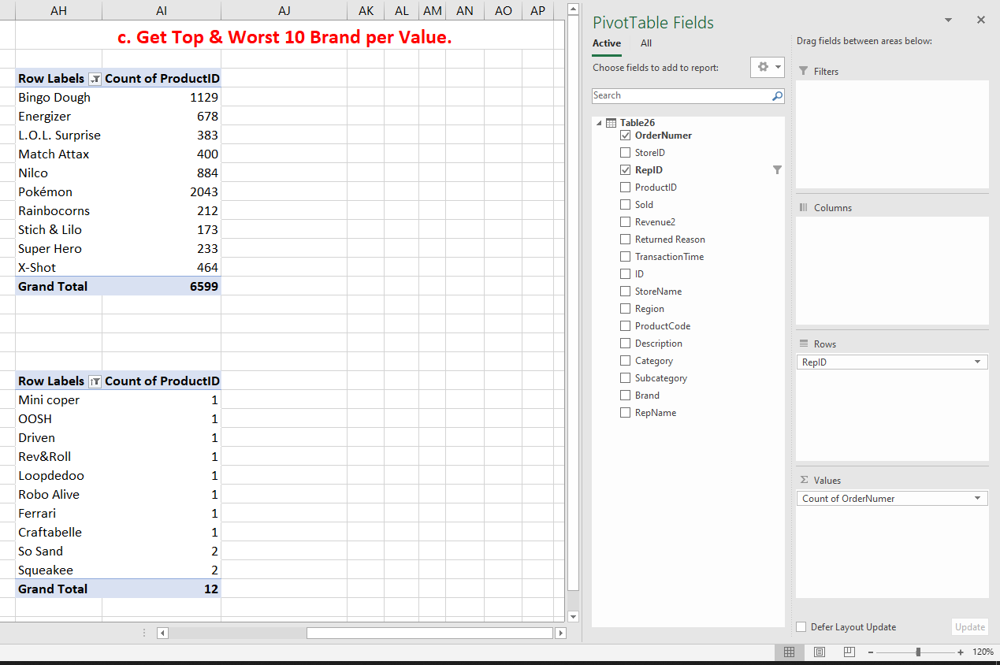 AH AI AJ AK AL AM AN AO AP
c. Get Top & Worst 10 Brand per Value.
Row Labels Count of ProductID
Bingo Dough 1129
Energizer 678
L.O.L. Surprise 383
Match Attax 400
Nilco 884
Pokémon 2043
Rainbocorns 212
Stich & Lilo 173
Super Hero 233
X-Shot 464
Grand Total 6599
Row Labels Count of ProductID
Mini coper 1
OOSH 1
Driven 1
Rev&Roll 1
Loopdedoo 1
Robo Alive 1
Ferrari 1
Craftabelle 1
So Sand 2
Squeakee 2
Grand Total 12
PivotTable Fields
Active All
Choose fields to add to report:
Search
Table26
OrderNumer
StoreID
RepID
ProductID
Sold
Revenue2
Returned Reason
TransactionTime
ID
StoreName
Region
ProductCode
Description
Category
Subcategory
Brand
RepName
Drag fields between areas below:
Filters
Columns
Rows
RepID
Σ Values
Count of OrderNumer
Defer Layout Update Update
120%